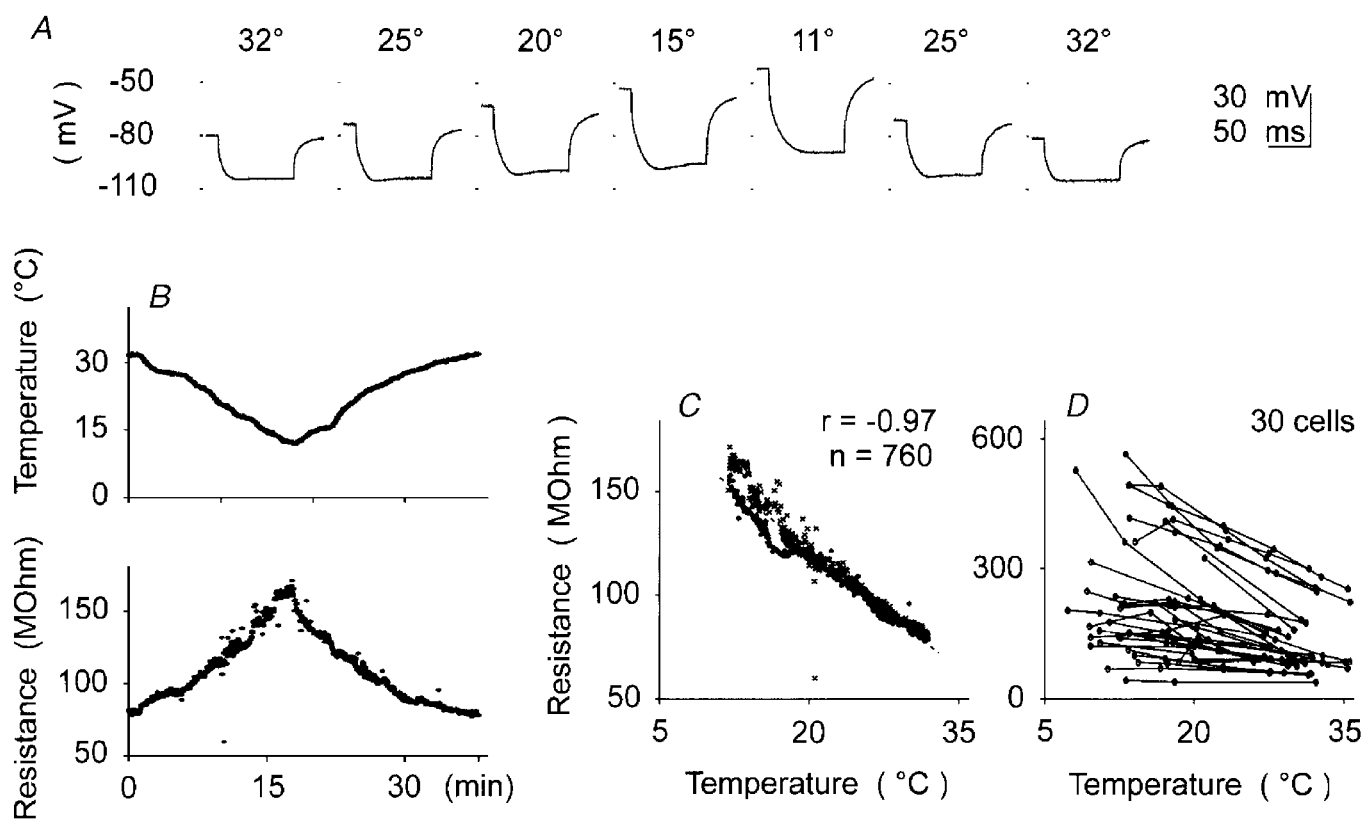 A
32° 25° 20° 15° 11° 25° 32°
(mV)
-50
-80
-110
30 mV
50 ms
B
Temperature (°C)
30
15
0
Resistance (MOhm)
150
100
50
0 15 30 (min)
C
r = -0.97
n = 760
Resistance (MOhm)
150
100
50
5 20 35
Temperature (°C)
D
30 cells
600
300
0
5 20 35
Temperature (°C)